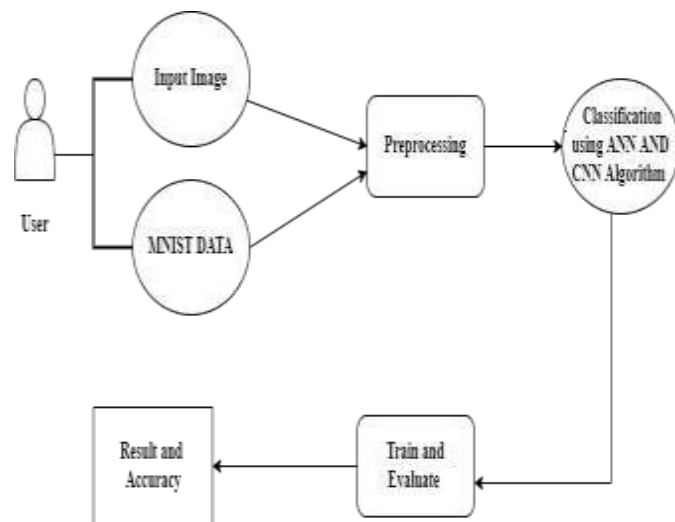 Input Image
User
MNIST DATA
Preprocessing
Classification
using ANN AND
CNN Algorithm
Train and
Evaluate
Result and
Accuracy